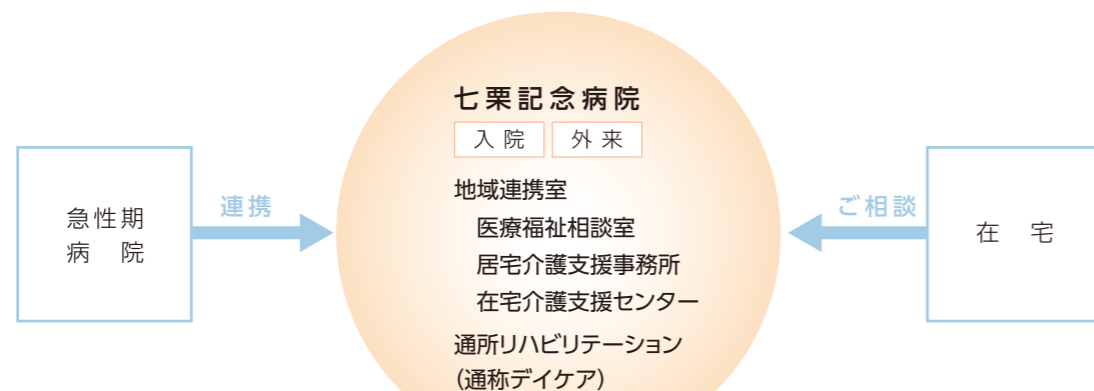 七栗記念病院
入院 外来
急性期
病院
連携
地域連携室
医療福祉相談室
居宅介護支援事務所
在宅介護支援センター
通所リハビリテーション
(通称デイケア)
ご相談
在宅